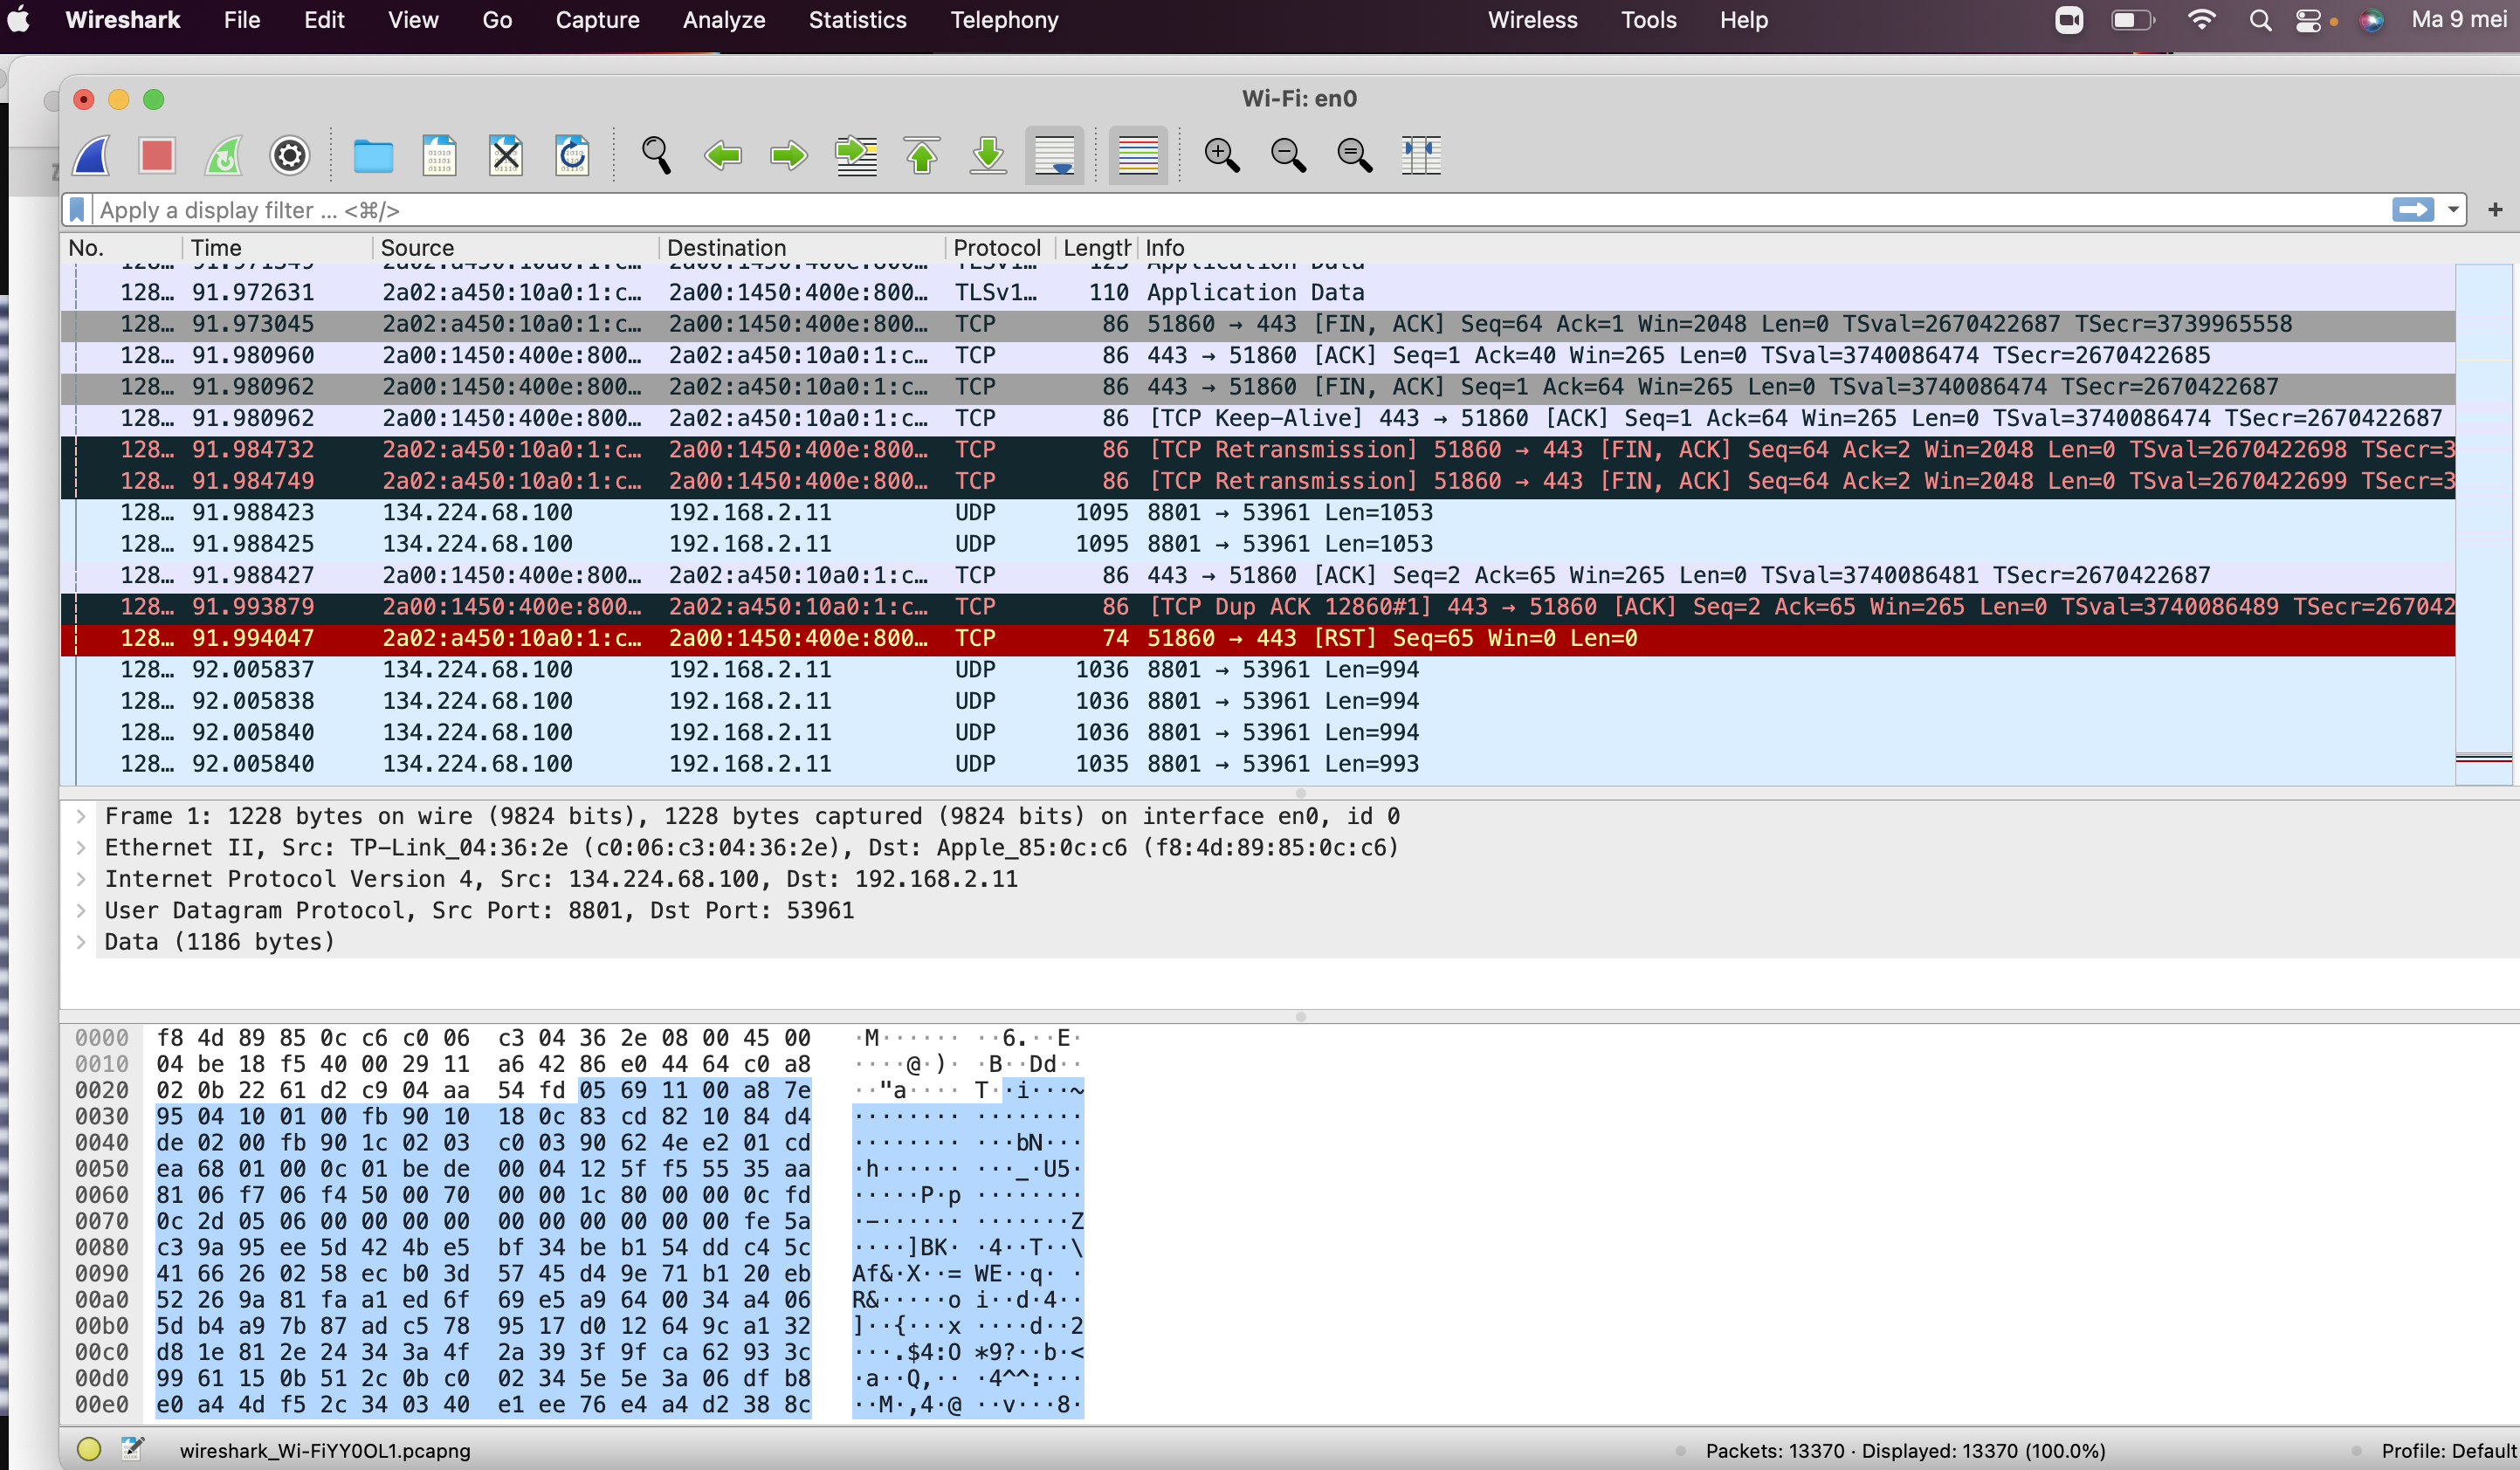 Wireshark File Edit View Go Capture Analyze Statistics Telephony Wireless Tools Help Ma 9 mei
Wi-Fi: en0
Apply a display filter ... <⌘/>
No. Time Source Destination Protocol Length Info
128… 91.971349 2a02:a450:10a0:1:c… 2a00:1450:400e:800… TLSv1… 125 Application Data
128… 91.972631 2a02:a450:10a0:1:c… 2a00:1450:400e:800… TLSv1… 110 Application Data
128… 91.973045 2a02:a450:10a0:1:c… 2a00:1450:400e:800… TCP 86 51860 → 443 [FIN, ACK] Seq=64 Ack=1 Win=2048 Len=0 TSval=2670422687 TSecr=3739965558
128… 91.980960 2a00:1450:400e:800… 2a02:a450:10a0:1:c… TCP 86 443 → 51860 [ACK] Seq=1 Ack=40 Win=265 Len=0 TSval=3740086474 TSecr=2670422685
128… 91.980962 2a00:1450:400e:800… 2a02:a450:10a0:1:c… TCP 86 443 → 51860 [FIN, ACK] Seq=1 Ack=64 Win=265 Len=0 TSval=3740086474 TSecr=2670422687
128… 91.980962 2a00:1450:400e:800… 2a02:a450:10a0:1:c… TCP 86 [TCP Keep-Alive] 443 → 51860 [ACK] Seq=1 Ack=64 Win=265 Len=0 TSval=3740086474 TSecr=2670422687
128… 91.984732 2a02:a450:10a0:1:c… 2a00:1450:400e:800… TCP 86 [TCP Retransmission] 51860 → 443 [FIN, ACK] Seq=64 Ack=2 Win=2048 Len=0 TSval=2670422698 TSecr=3
128… 91.984749 2a02:a450:10a0:1:c… 2a00:1450:400e:800… TCP 86 [TCP Retransmission] 51860 → 443 [FIN, ACK] Seq=64 Ack=2 Win=2048 Len=0 TSval=2670422699 TSecr=3
128… 91.988423 134.224.68.100 192.168.2.11 UDP 1095 8801 → 53961 Len=1053
128… 91.988425 134.224.68.100 192.168.2.11 UDP 1095 8801 → 53961 Len=1053
128… 91.988427 2a00:1450:400e:800… 2a02:a450:10a0:1:c… TCP 86 443 → 51860 [ACK] Seq=2 Ack=65 Win=265 Len=0 TSval=3740086481 TSecr=2670422687
128… 91.993879 2a00:1450:400e:800… 2a02:a450:10a0:1:c… TCP 86 [TCP Dup ACK 12860#1] 443 → 51860 [ACK] Seq=2 Ack=65 Win=265 Len=0 TSval=3740086489 TSecr=267042
128… 91.994047 2a02:a450:10a0:1:c… 2a00:1450:400e:800… TCP 74 51860 → 443 [RST] Seq=65 Win=0 Len=0
128… 92.005837 134.224.68.100 192.168.2.11 UDP 1036 8801 → 53961 Len=994
128… 92.005838 134.224.68.100 192.168.2.11 UDP 1036 8801 → 53961 Len=994
128… 92.005840 134.224.68.100 192.168.2.11 UDP 1036 8801 → 53961 Len=994
128… 92.005840 134.224.68.100 192.168.2.11 UDP 1035 8801 → 53961 Len=993
Frame 1: 1228 bytes on wire (9824 bits), 1228 bytes captured (9824 bits) on interface en0, id 0
Ethernet II, Src: TP-Link_04:36:2e (c0:06:c3:04:36:2e), Dst: Apple_85:0c:c6 (f8:4d:89:85:0c:c6)
Internet Protocol Version 4, Src: 134.224.68.100, Dst: 192.168.2.11
User Datagram Protocol, Src Port: 8801, Dst Port: 53961
Data (1186 bytes)
0000 f8 4d 89 85 0c c6 c0 06 c3 04 36 2e 08 00 45 00 ·M······ ··6.··E·
0010 04 be 18 f5 40 00 29 11 a6 42 86 e0 44 64 c0 a8 ····@·)· ·B··Dd··
0020 02 0b 22 61 d2 c9 04 aa 54 fd 05 69 11 00 a8 7e ··"a···· T··i···~
0030 95 04 10 01 00 fb 90 10 18 0c 83 cd 82 10 84 d4 ········ ········
0040 de 02 00 fb 90 1c 02 03 c0 03 90 62 4e e2 01 cd ········ ···bN···
0050 ea 68 01 00 0c 01 be de 00 04 12 5f f5 55 35 aa ·h······ ···_·U5·
0060 81 06 f7 06 f4 50 00 70 00 00 1c 80 00 00 0c fd ·····P·p ········
0070 0c 2d 05 06 00 00 00 00 00 00 00 00 00 00 fe 5a ·-······ ·······Z
0080 c3 9a 95 ee 5d 42 4b e5 bf 34 be b1 54 dd c4 5c ····]BK· ·4··T··\
0090 41 66 26 02 58 ec b0 3d 57 45 d4 9e 71 b1 20 eb Af&·X··= WE··q· ·
00a0 52 26 9a 81 fa a1 ed 6f 69 e5 a9 64 00 34 a4 06 R&·····o i··d·4··
00b0 5d b4 a9 7b 87 ad c5 78 95 17 d0 12 64 9c a1 32 ]··{···x ····d··2
00c0 d8 1e 81 2e 24 34 3a 4f 2a 39 3f 9f ca 62 93 3c ···.$4:O *9?··b·<
00d0 99 61 15 0b 51 2c 0b c0 02 34 5e 5e 3a 06 df b8 ·a··Q,·· ·4^^:···
00e0 e0 a4 4d f5 2c 34 03 40 e1 ee 76 e4 a4 d2 38 8c ··M·,4·@ ··v···8·
wireshark_Wi-FiYY0OL1.pcapng Packets: 13370 · Displayed: 13370 (100.0%) Profile: Default